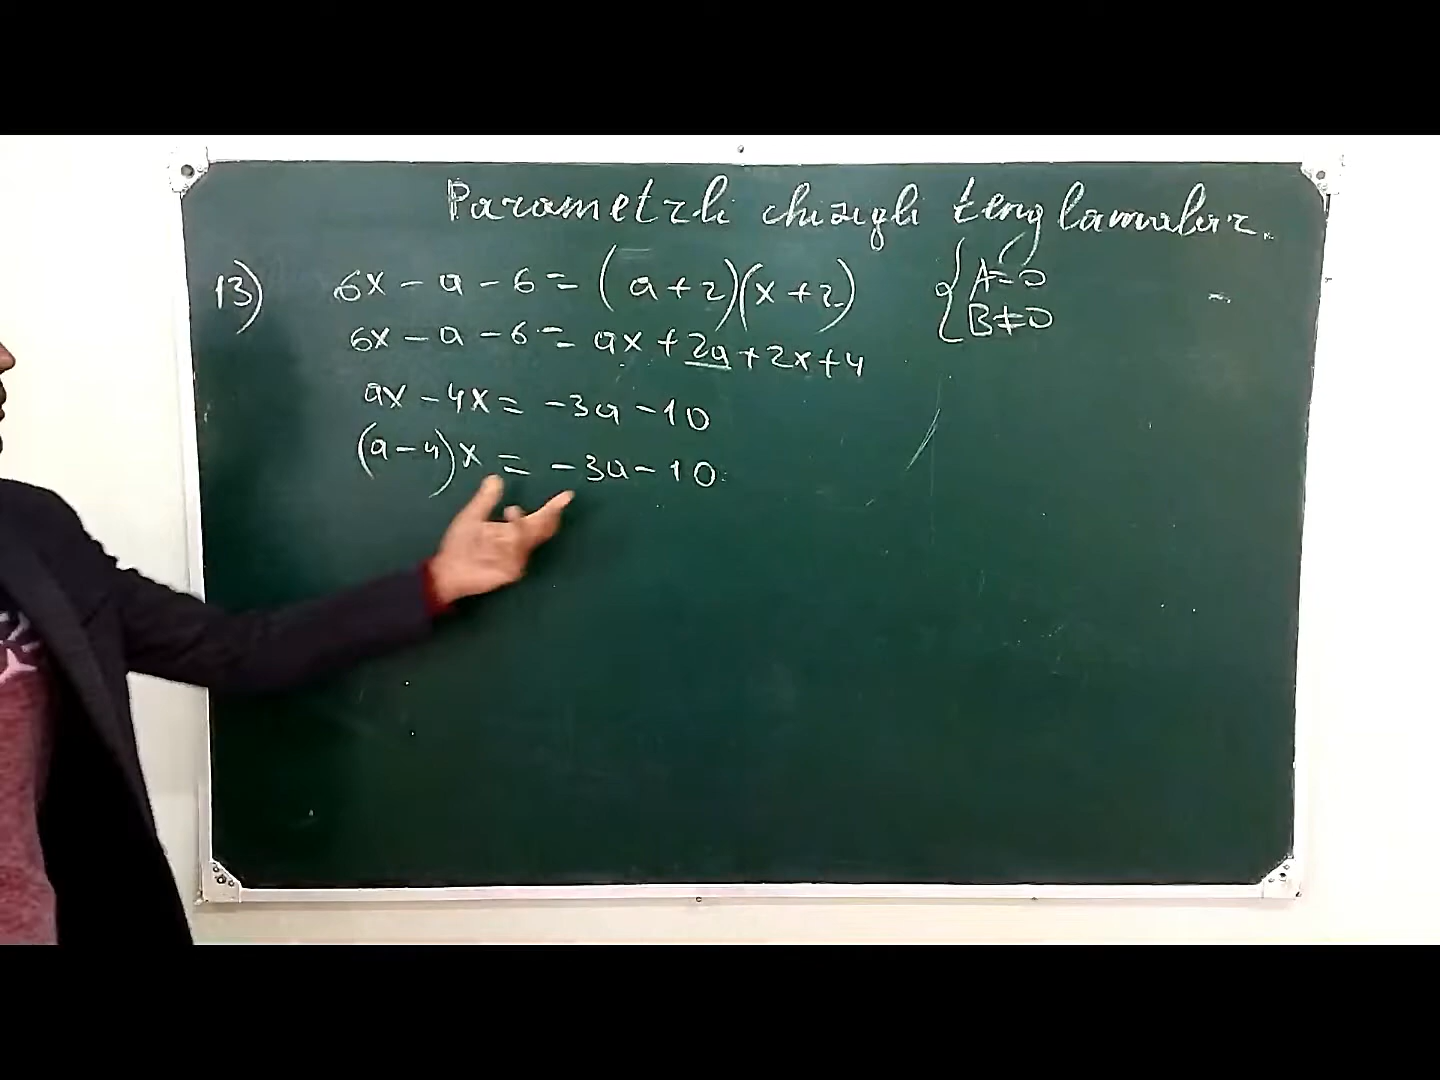 Parametrli chiziqli tenglamalar.
13) 6x - a - 6 = (a+2)(x+2)
{A=0
B≠0
6x - a - 6 = ax + 2a + 2x + 4
ax - 4x = -3a - 10
(a-4)x = -3a - 10